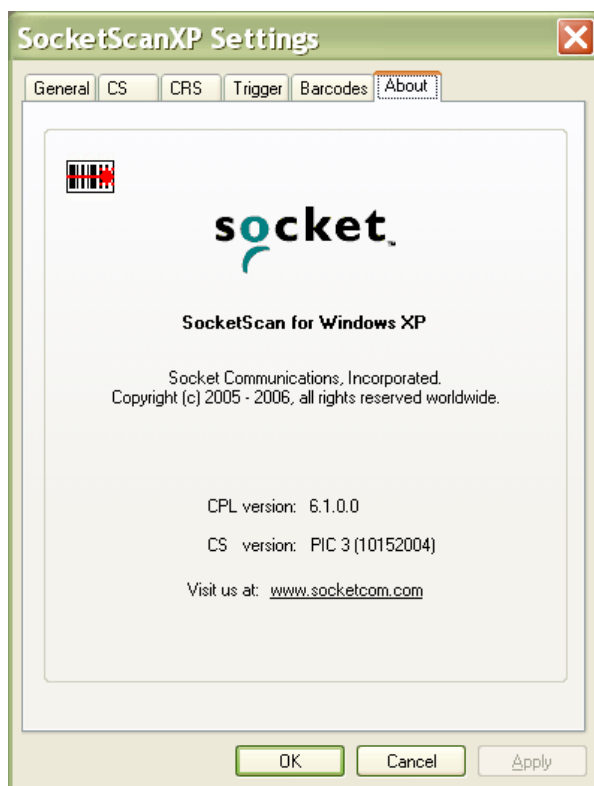 SocketScanXP Settings
General CS CRS Trigger Barcodes About
socket™
SocketScan for Windows XP
Socket Communications, Incorporated.
Copyright (c) 2005 - 2006, all rights reserved worldwide.
CPL version: 6.1.0.0
CS version: PIC 3 (10152004)
Visit us at: www.socketcom.com
OK Cancel Apply